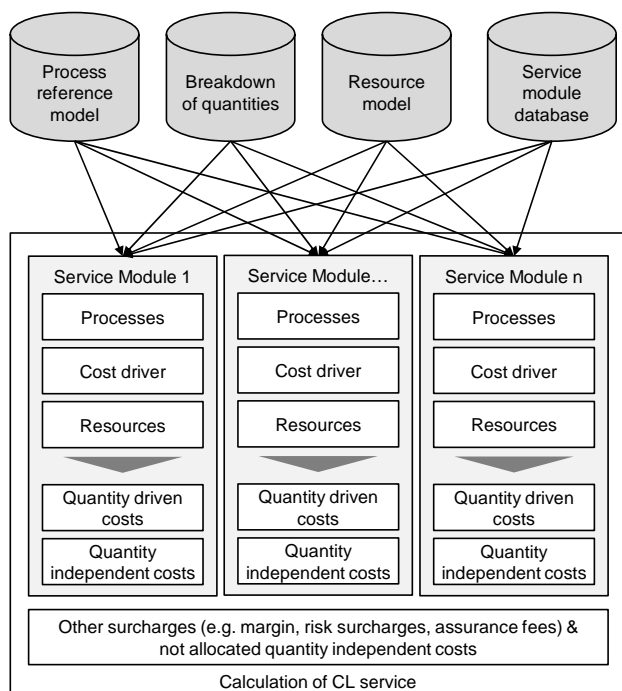 Process
reference
model
Breakdown
of quantities
Resource
model
Service
module
database
Service Module 1
Processes
Cost driver
Resources
Quantity driven
costs
Quantity
independent costs
Service Module…
Processes
Cost driver
Resources
Quantity driven
costs
Quantity
independent costs
Service Module n
Processes
Cost driver
Resources
Quantity driven
costs
Quantity
independent costs
Other surcharges (e.g. margin, risk surcharges, assurance fees) &
not allocated quantity independent costs
Calculation of CL service